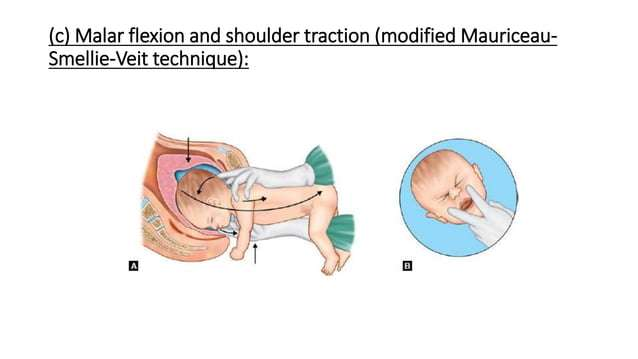 (c) Malar flexion and shoulder traction (modified Mauriceau-
Smellie-Veit technique):
A
B